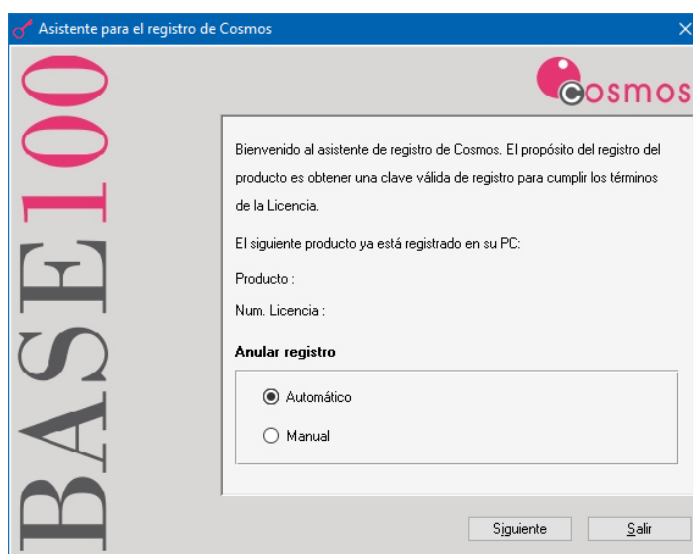 Asistente para el registro de Cosmos
BASE100
cosmos
Bienvenido al asistente de registro de Cosmos. El propósito del registro del
producto es obtener una clave válida de registro para cumplir los términos
de la Licencia.
El siguiente producto ya está registrado en su PC:
Producto :
Num. Licencia :
Anular registro
Automático
Manual
Siguiente
Salir